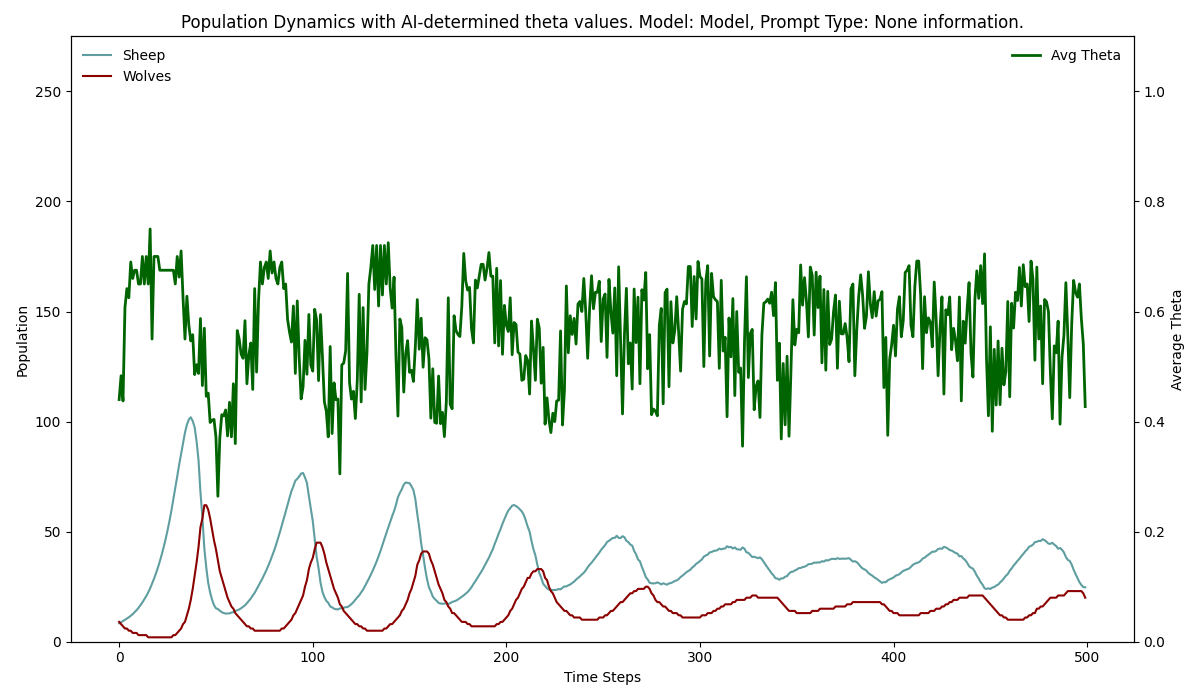 Population Dynamics with AI-determined theta values. Model: Model, Prompt Type: None information.
Sheep
Wolves
Avg Theta
Population
250
200
150
100
50
0
Average Theta
1.0
0.8
0.6
0.4
0.2
0.0
0 100 200 300 400 500
Time Steps